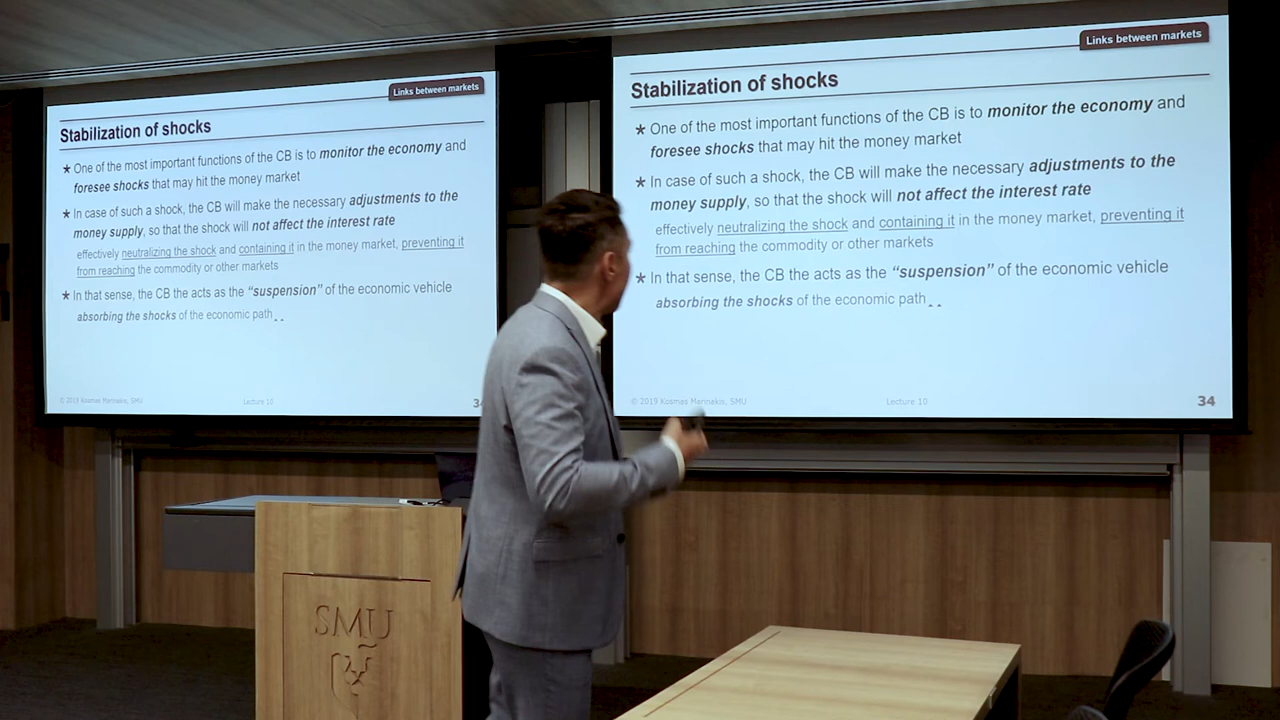 Links between markets
Stabilization of shocks
* One of the most important functions of the CB is to monitor the economy and
foresee shocks that may hit the money market
* In case of such a shock, the CB will make the necessary adjustments to the
money supply, so that the shock will not affect the interest rate
effectively neutralizing the shock and containing it in the money market, preventing it
from reaching the commodity or other markets
* In that sense, the CB the acts as the “suspension” of the economic vehicle
absorbing the shocks of the economic path..
© 2019 Kosmas Marinakis, SMU
Lecture 10
34
Links between markets
Stabilization of shocks
* One of the most important functions of the CB is to monitor the economy and
foresee shocks that may hit the money market
* In case of such a shock, the CB will make the necessary adjustments to the
money supply, so that the shock will not affect the interest rate
effectively neutralizing the shock and containing it in the money market, preventing it
from reaching the commodity or other markets
* In that sense, the CB the acts as the “suspension” of the economic vehicle
absorbing the shocks of the economic path..
© 2019 Kosmas Marinakis, SMU
Lecture 10
34
SMU